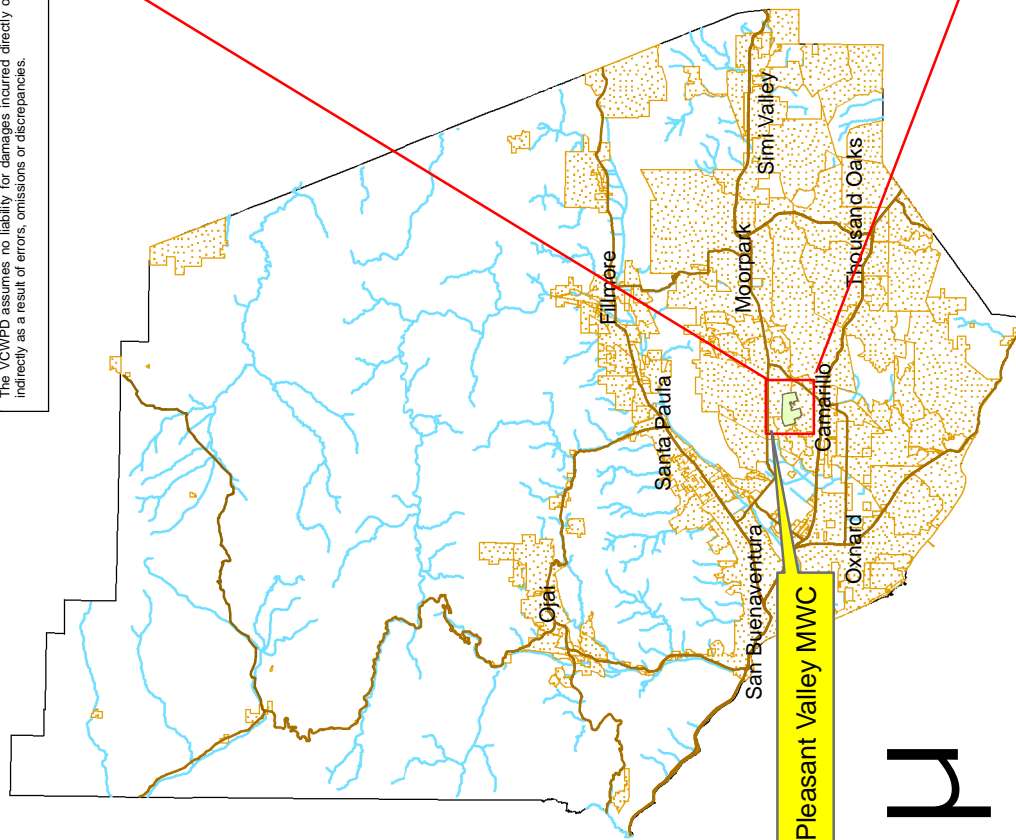 The VCWPD assumes no liability for damages incurred directly o
indirectly as a result of errors, omissions or discrepancies.
Fillmore
Simi Valley
Moorpark
Thousand Oaks
Santa Paula
Camarillo
Ojai
San Buenaventura
Oxnard
Pleasant Valley MWC
µ